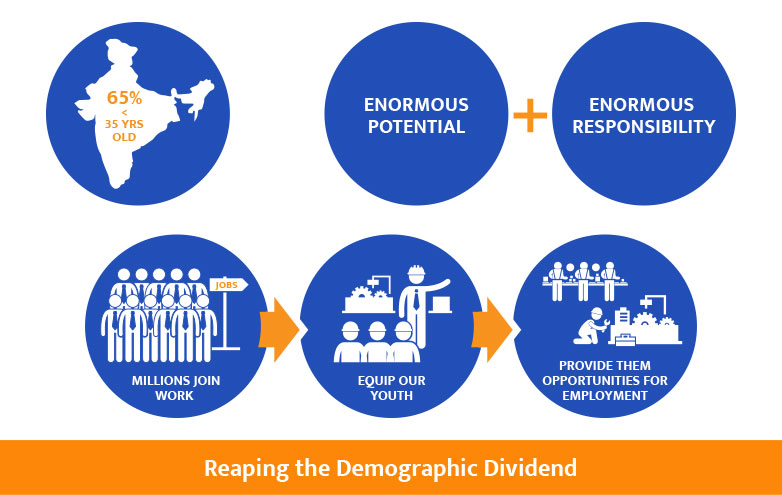 65%
<
35 YRS
OLD
ENORMOUS
POTENTIAL
+
ENORMOUS
RESPONSIBILITY
JOBS
MILLIONS JOIN
WORK
EQUIP OUR
YOUTH
PROVIDE THEM
OPPORTUNITIES FOR
EMPLOYMENT
Reaping the Demographic Dividend